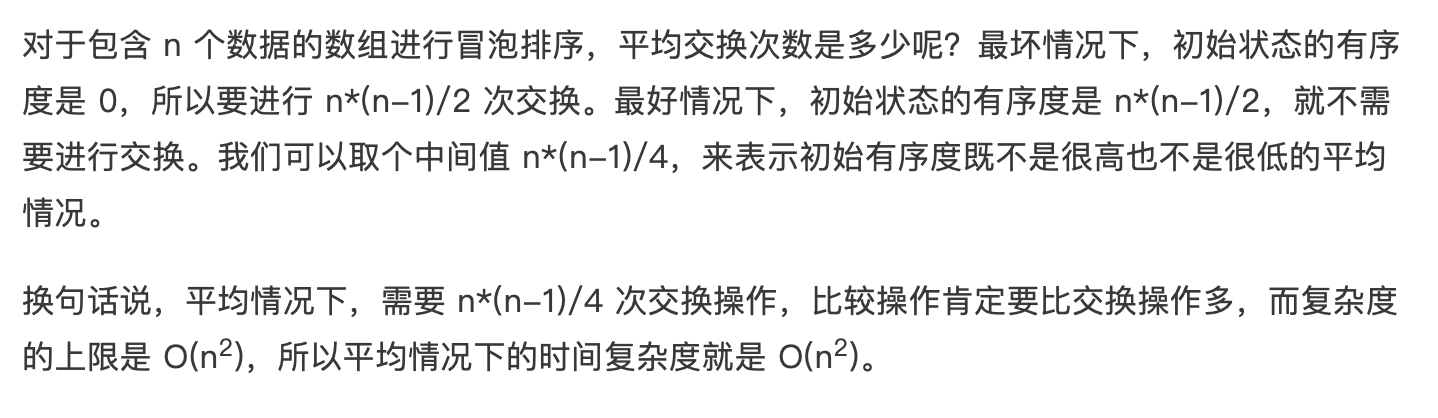 对于包含 n 个数据的数组进行冒泡排序，平均交换次数是多少呢？最坏情况下，初始状态的有序
度是 0，所以要进行 n*(n–1)/2 次交换。最好情况下，初始状态的有序度是 n*(n–1)/2，就不需
要进行交换。我们可以取个中间值 n*(n–1)/4，来表示初始有序度既不是很高也不是很低的平均
情况。
换句话说，平均情况下，需要 n*(n–1)/4 次交换操作，比较操作肯定要比交换操作多，而复杂度
的上限是 O(n²)，所以平均情况下的时间复杂度就是 O(n²)。